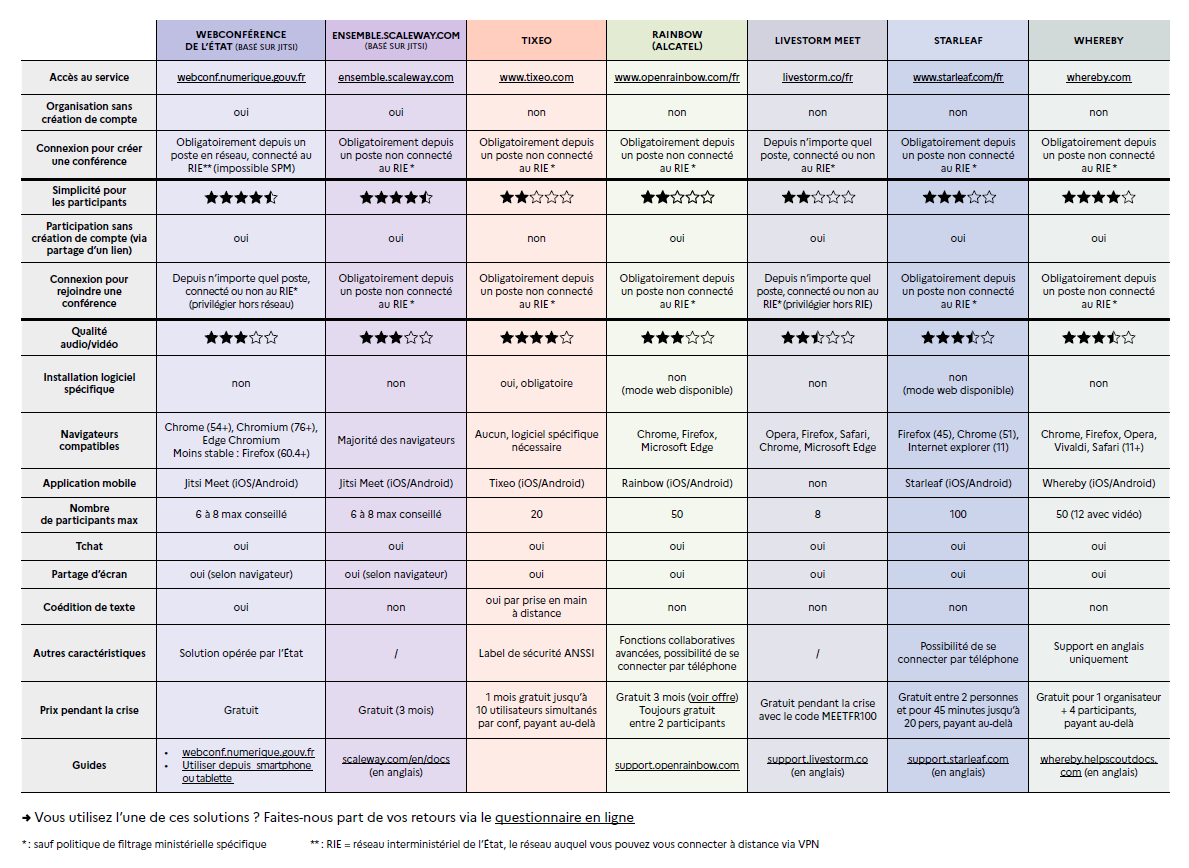 WEBCONFÉRENCE
DE L'ÉTAT (BASÉ SUR JITSI)
ENSEMBLE.SCALEWAY.COM
(BASÉ SUR JITSI)
TIXEO
RAINBOW
(ALCATEL)
LIVESTORM MEET
STARLEAF
WHEREBY
Accès au service
webconf.numerique.gouv.fr
ensemble.scaleway.com
www.tixeo.com
www.openrainbow.com/fr
livestorm.co/fr
www.starleaf.com/fr
whereby.com
Organisation sans
création de compte
oui
oui
non
non
non
non
non
Connexion pour créer
une conférence
Obligatoirement depuis un
poste en réseau, connecté au
RIE** (impossible SPM)
Obligatoirement depuis
un poste non connecté
au RIE *
Obligatoirement depuis
un poste non connecté
au RIE *
Obligatoirement depuis
un poste non connecté
au RIE *
Depuis n'importe quel
poste, connecté ou non
au RIE*
Obligatoirement depuis
un poste non connecté
au RIE *
Obligatoirement depuis
un poste non connecté
au RIE *
Simplicité pour
les participants
Participation sans
création de compte (via
partage d'un lien)
oui
oui
non
oui
oui
oui
oui
Connexion pour
rejoindre une
conférence
Depuis n'importe quel poste,
connecté ou non au RIE*
(privilégier hors réseau)
Obligatoirement depuis
un poste non connecté
au RIE *
Obligatoirement depuis
un poste non connecté
au RIE *
Obligatoirement depuis
un poste non connecté
au RIE *
Depuis n'importe quel
poste, connecté ou non au
RIE* (privilégier hors RIE)
Obligatoirement depuis
un poste non connecté
au RIE *
Obligatoirement depuis
un poste non connecté
au RIE *
Qualité
audio/vidéo
Installation logiciel
spécifique
non
non
oui, obligatoire
non
(mode web disponible)
non
non
(mode web disponible)
non
Navigateurs
compatibles
Chrome (54+), Chromium (76+),
Edge Chromium
Moins stable : Firefox (60.4+)
Majorité des navigateurs
Aucun, logiciel spécifique
nécessaire
Chrome, Firefox,
Microsoft Edge
Opera, Firefox, Safari,
Chrome, Microsoft Edge
Firefox (45), Chrome (51),
Internet explorer (11)
Chrome, Firefox, Opera,
Vivaldi, Safari (11+)
Application mobile
Jitsi Meet (iOS/Android)
Jitsi Meet (iOS/Android)
Tixeo (iOS/Android)
Rainbow (iOS/Android)
non
Starleaf (iOS/Android)
Whereby (iOS/Android)
Nombre
de participants max
6 à 8 max conseillé
6 à 8 max conseillé
20
50
8
100
50 (12 avec vidéo)
Tchat
oui
oui
oui
oui
oui
oui
oui
Partage d'écran
oui (selon navigateur)
oui (selon navigateur)
oui
oui
oui
oui
oui
Coédition de texte
oui
non
oui par prise en main
à distance
non
non
non
non
Autres caractéristiques
Solution opérée par l'État
/
Label de sécurité ANSSI
Fonctions collaboratives
avancées, possibilité de se
connecter par téléphone
/
Possibilité de se
connecter par téléphone
Support en anglais
uniquement
Prix pendant la crise
Gratuit
Gratuit (3 mois)
1 mois gratuit jusqu'à
10 utilisateurs simultanés
par conf, payant au-delà
Gratuit 3 mois (voir offre)
Toujours gratuit
entre 2 participants
Gratuit pendant la crise
avec le code MEETFR100
Gratuit entre 2 personnes
et pour 45 minutes jusqu'à
20 pers, payant au-delà
Gratuit pour 1 organisateur
+ 4 participants,
payant au-delà
Guides
• webconf.numerique.gouv.fr
• Utiliser depuis smartphone
ou tablette
scaleway.com/en/docs
(en anglais)
support.openrainbow.com
support.livestorm.co
(en anglais)
support.starleaf.com
(en anglais)
whereby.helpscoutdocs.
com (en anglais)
➔ Vous utilisez l'une de ces solutions ? Faites-nous part de vos retours via le questionnaire en ligne
* : sauf politique de filtrage ministérielle spécifique
** : RIE = réseau interministériel de l'État, le réseau auquel vous pouvez vous connecter à distance via VPN